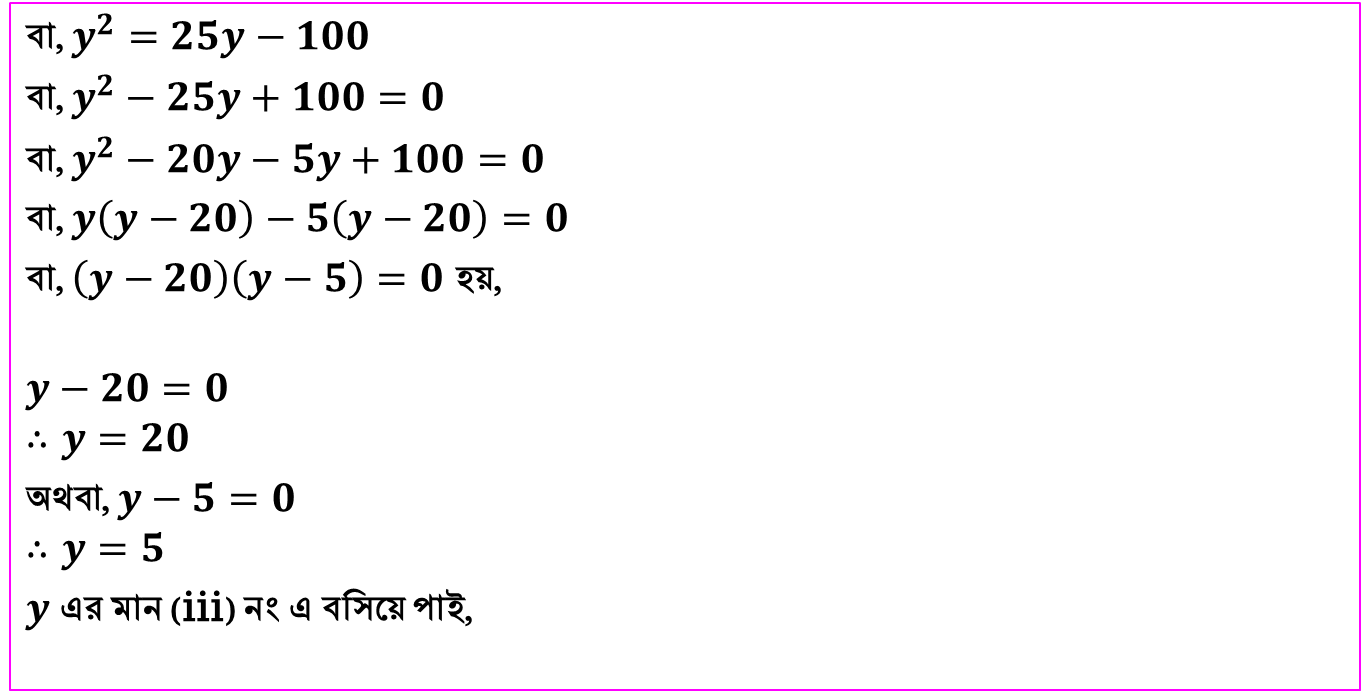 বা, y² = 25y − 100
বা, y² − 25y + 100 = 0
বা, y² − 20y − 5y + 100 = 0
বা, y(y − 20) − 5(y − 20) = 0
বা, (y − 20)(y − 5) = 0 হয়,
y − 20 = 0
∴ y = 20
অথবা, y − 5 = 0
∴ y = 5
y এর মান (iii) নং এ বসিয়ে পাই,